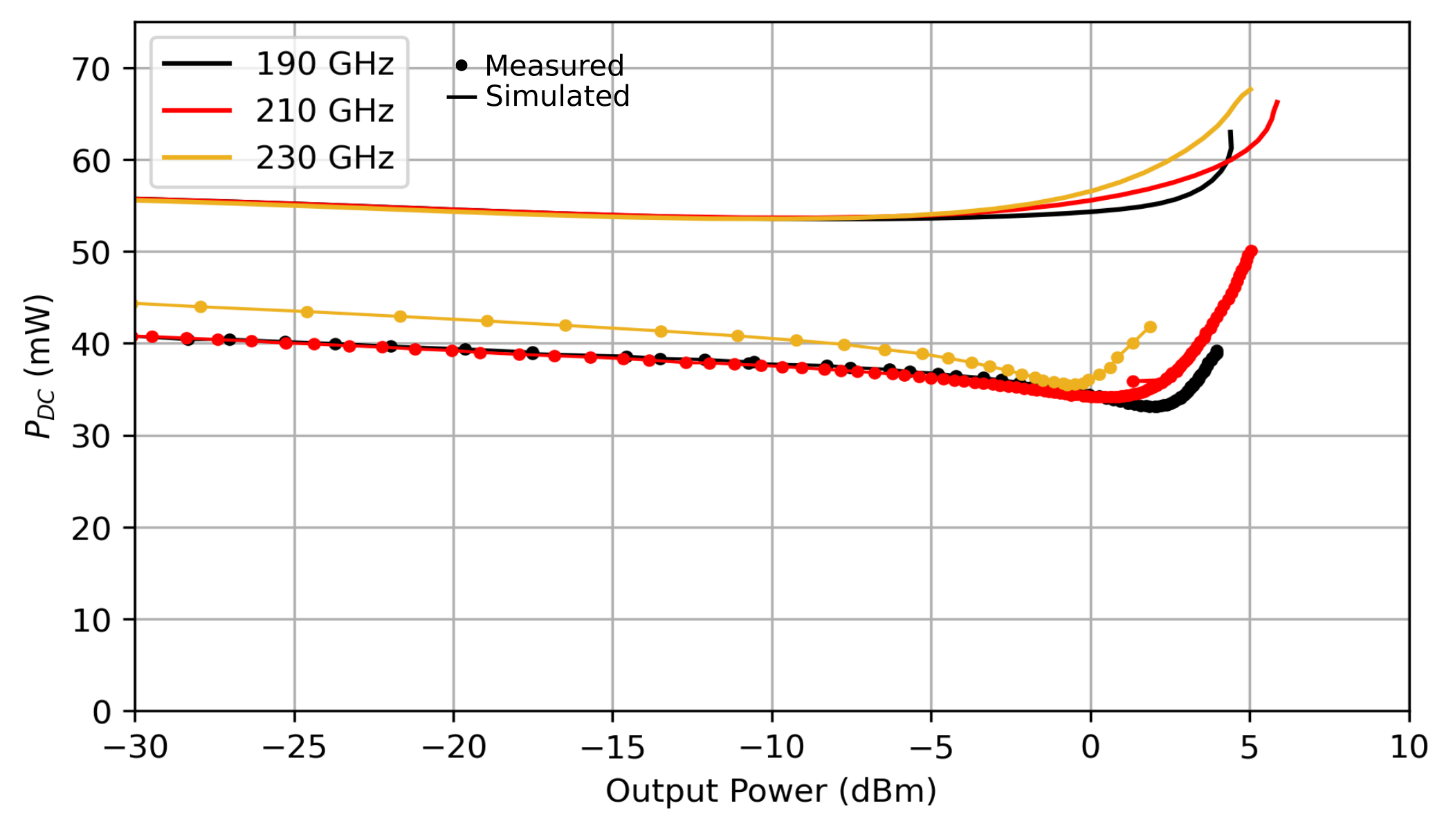 190 GHz
210 GHz
230 GHz
Measured
Simulated
70
60
50
40
30
20
10
0
P_DC (mW)
−30 −25 −20 −15 −10 −5 0 5 10
Output Power (dBm)